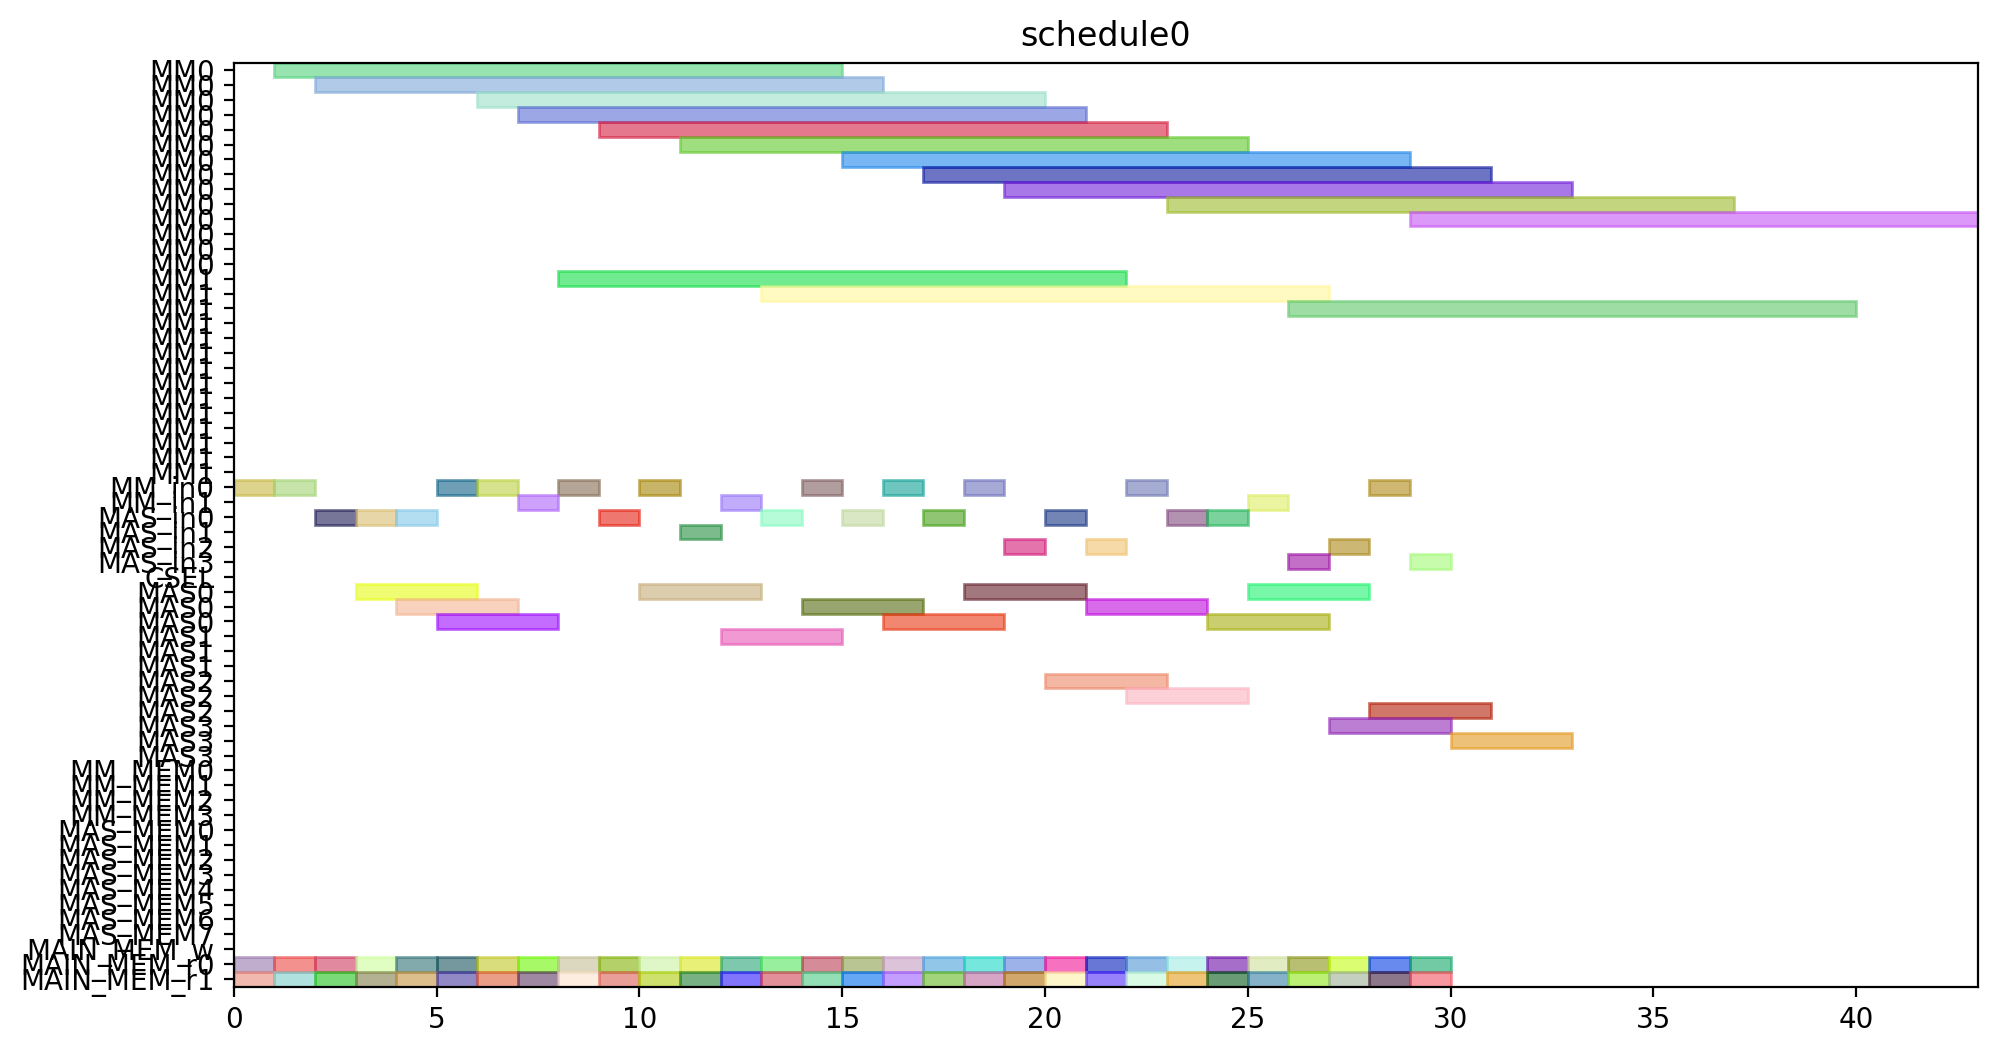 schedule0
MM0
MM0
MM0
MM0
MM0
MM0
MM0
MM0
MM0
MM0
MM0
MM0
MM0
MM0
MM1
MM1
MM1
MM1
MM1
MM1
MM1
MM1
MM1
MM1
MM1
MM1
MM1
MM1
MM_in0
MM_in1
MAS_in0
MAS_in1
MAS_in2
MAS_in3
CSEL
MAS0
MAS0
MAS0
MAS1
MAS1
MAS1
MAS2
MAS2
MAS2
MAS3
MAS3
MAS3
MM_MEM0
MM_MEM1
MM_MEM2
MM_MEM3
MAS_MEM0
MAS_MEM1
MAS_MEM2
MAS_MEM3
MAS_MEM4
MAS_MEM5
MAS_MEM6
MAS_MEM7
MAIN_MEM_w
MAIN_MEM_r0
MAIN_MEM_r1
0 5 10 15 20 25 30 35 40